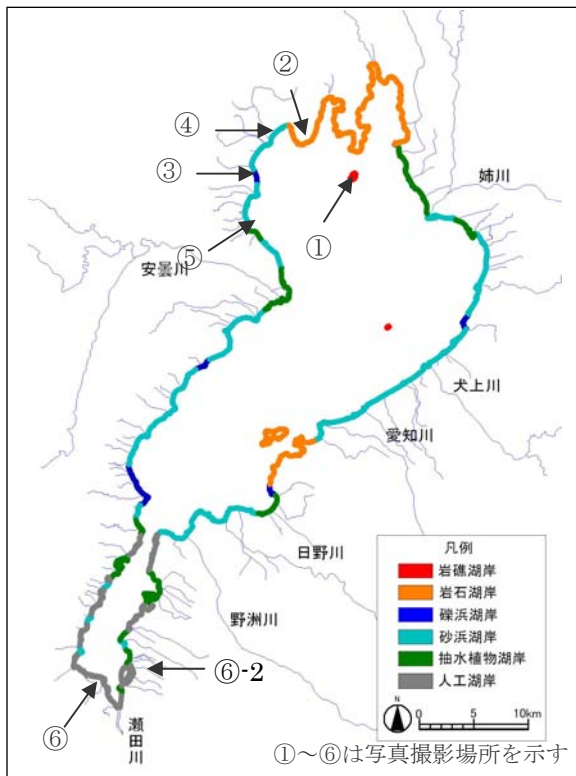 ②
④
③
姉川
①
⑤
安曇川
犬上川
愛知川
日野川
野洲川
⑥-2
⑥
瀬田川
凡例
岩礁湖岸
岩石湖岸
礫浜湖岸
砂浜湖岸
抽水植物湖岸
人工湖岸
N
0 5 10km
①～⑥は写真撮影場所を示す